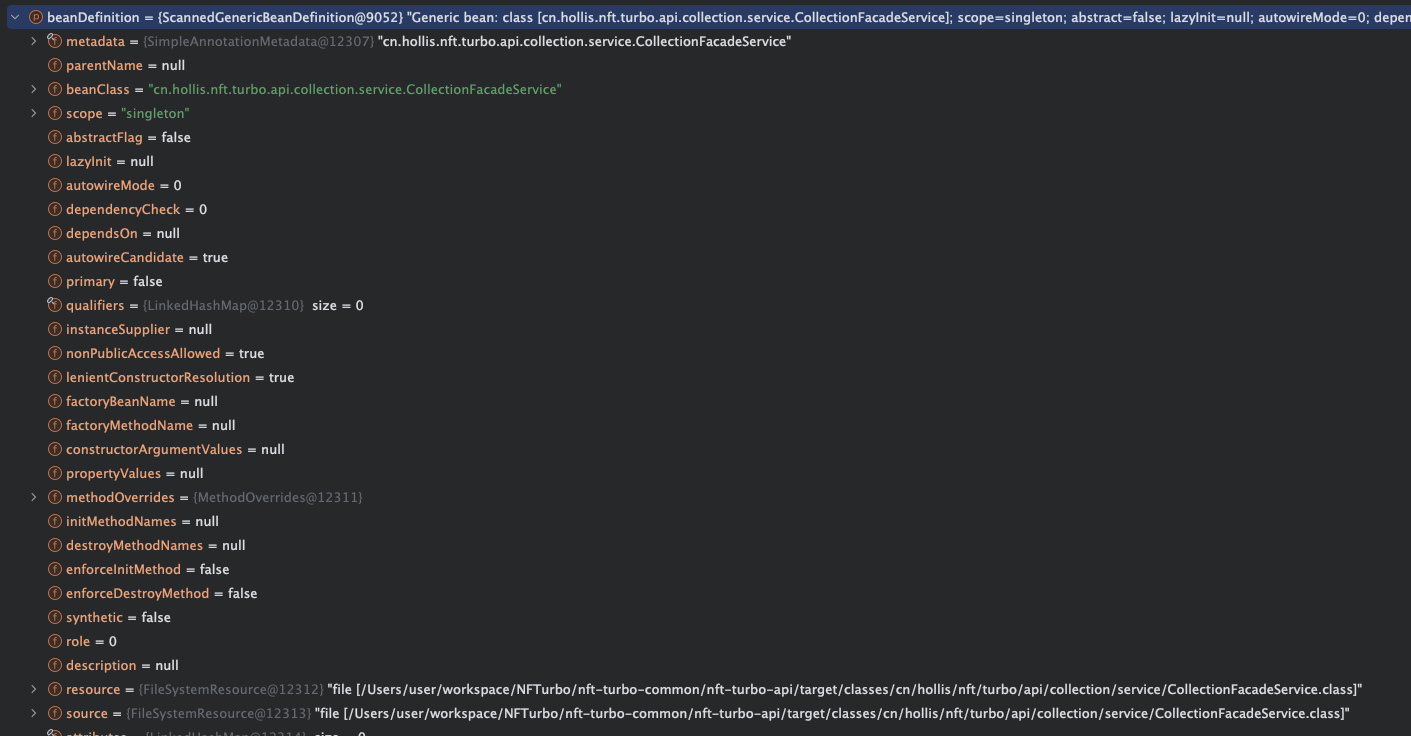 beanDefinition = {ScannedGenericBeanDefinition@9052} "Generic bean: class [cn.hollis.nft.turbo.api.collection.service.CollectionFacadeService]; scope=singleton; abstract=false; lazyInit=null; autowireMode=0;
metadata = {SimpleAnnotationMetadata@12307} "cn.hollis.nft.turbo.api.collection.service.CollectionFacadeService"
parentName = null
beanClass = "cn.hollis.nft.turbo.api.collection.service.CollectionFacadeService"
scope = "singleton"
abstractFlag = false
lazyInit = null
autowireMode = 0
dependencyCheck = 0
dependsOn = null
autowireCandidate = true
primary = false
qualifiers = {LinkedHashMap@12310} size = 0
instanceSupplier = null
nonPublicAccessAllowed = true
lenientConstructorResolution = true
factoryBeanName = null
factoryMethodName = null
constructorArgumentValues = null
propertyValues = null
methodOverrides = {MethodOverrides@12311}
initMethodNames = null
destroyMethodNames = null
enforceInitMethod = false
enforceDestroyMethod = false
synthetic = false
role = 0
description = null
resource = {FileSystemResource@12312} "file [/Users/user/workspace/NFTurbo/nft-turbo-common/nft-turbo-api/target/classes/cn/hollis/nft/turbo/api/collection/service/CollectionFacadeService.class]"
source = {FileSystemResource@12313} "file [/Users/user/workspace/NFTurbo/nft-turbo-common/nft-turbo-api/target/classes/cn/hollis/nft/turbo/api/collection/service/CollectionFacadeService.class]"